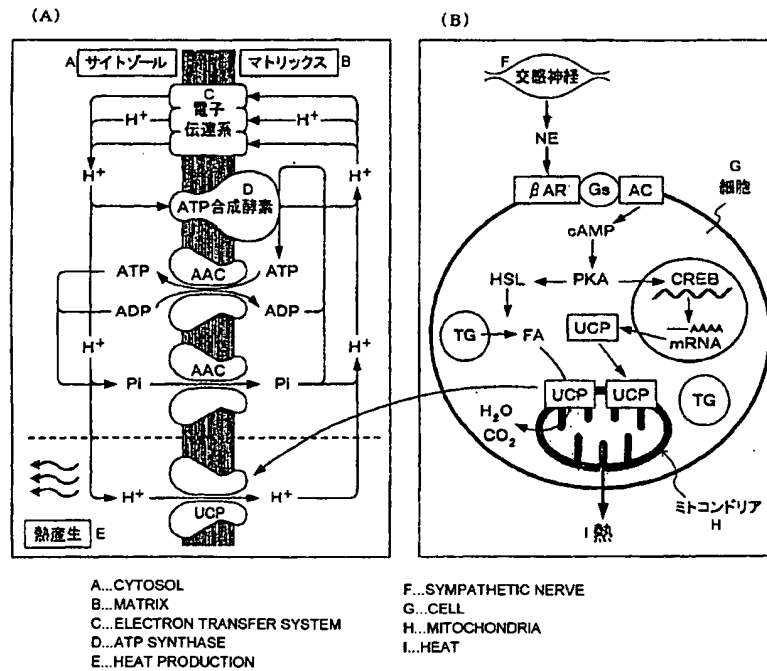 (A)
(B)
A サイトゾール
マトリックス B
C
電子
伝達系
H+
H+
H+
H+
D
ATP 合成酵素
AAC
ATP
ATP
ADP
ADP
H+
H+
AAC
Pi
Pi
H+
H+
UCP
熱産生 E
F
交感神経
NE
βAR
Gs
AC
G
細胞
cAMP
HSL
PKA
CREB
TG
FA
UCP
AAAA
mRNA
UCP
UCP
TG
H2O
CO2
ミトコンドリア
H
I 熱
A...CYTOSOL
B...MATRIX
C...ELECTRON TRANSFER SYSTEM
D...ATP SYNTHASE
E...HEAT PRODUCTION
F...SYMPATHETIC NERVE
G...CELL
H...MITOCHONDRIA
I...HEAT